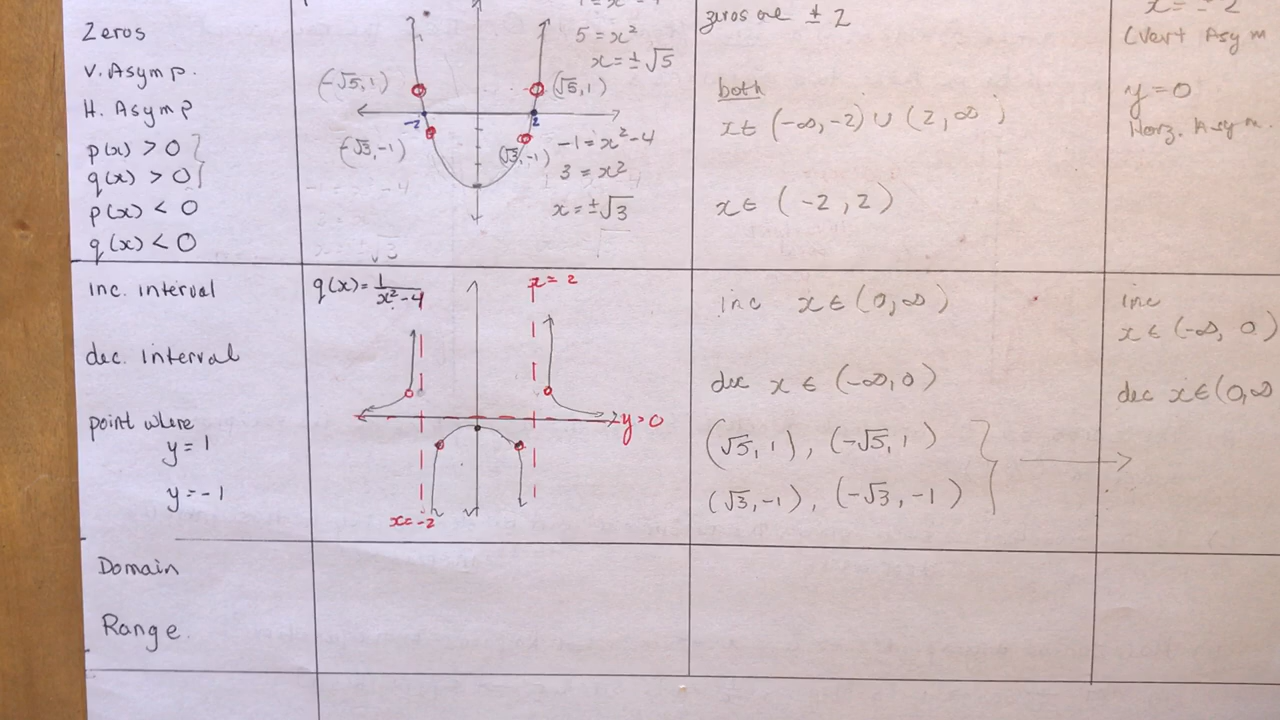 Zeros
V. Asymp.
H. Asymp
p(x) > 0 }
q(x) > 0 }
p(x) < 0
q(x) < 0
5 = x²
x = ± √5
(-√5, 1)
(√5, 1)
-2
2
(-√3, -1)
(√3, -1)
-1 = x² - 4
3 = x²
x = ± √3
zeros are ± 2
both
x ∈ (-∞, -2) ∪ (2, ∞)
x ∈ (-2, 2)
x = ± 2
(Vert Asym
y = 0
Horz. Asym.
inc. interval
dec. interval
point where
y = 1
y = -1
q(x) = 1/(x² - 4)
x = 2
y = 0
x = -2
inc x ∈ (0, ∞)
dec x ∈ (-∞, 0)
(√5, 1), (-√5, 1)
(√3, -1), (-√3, -1)
inc
x ∈ (-∞, 0)
dec x ∈ (0, ∞
Domain
Range.